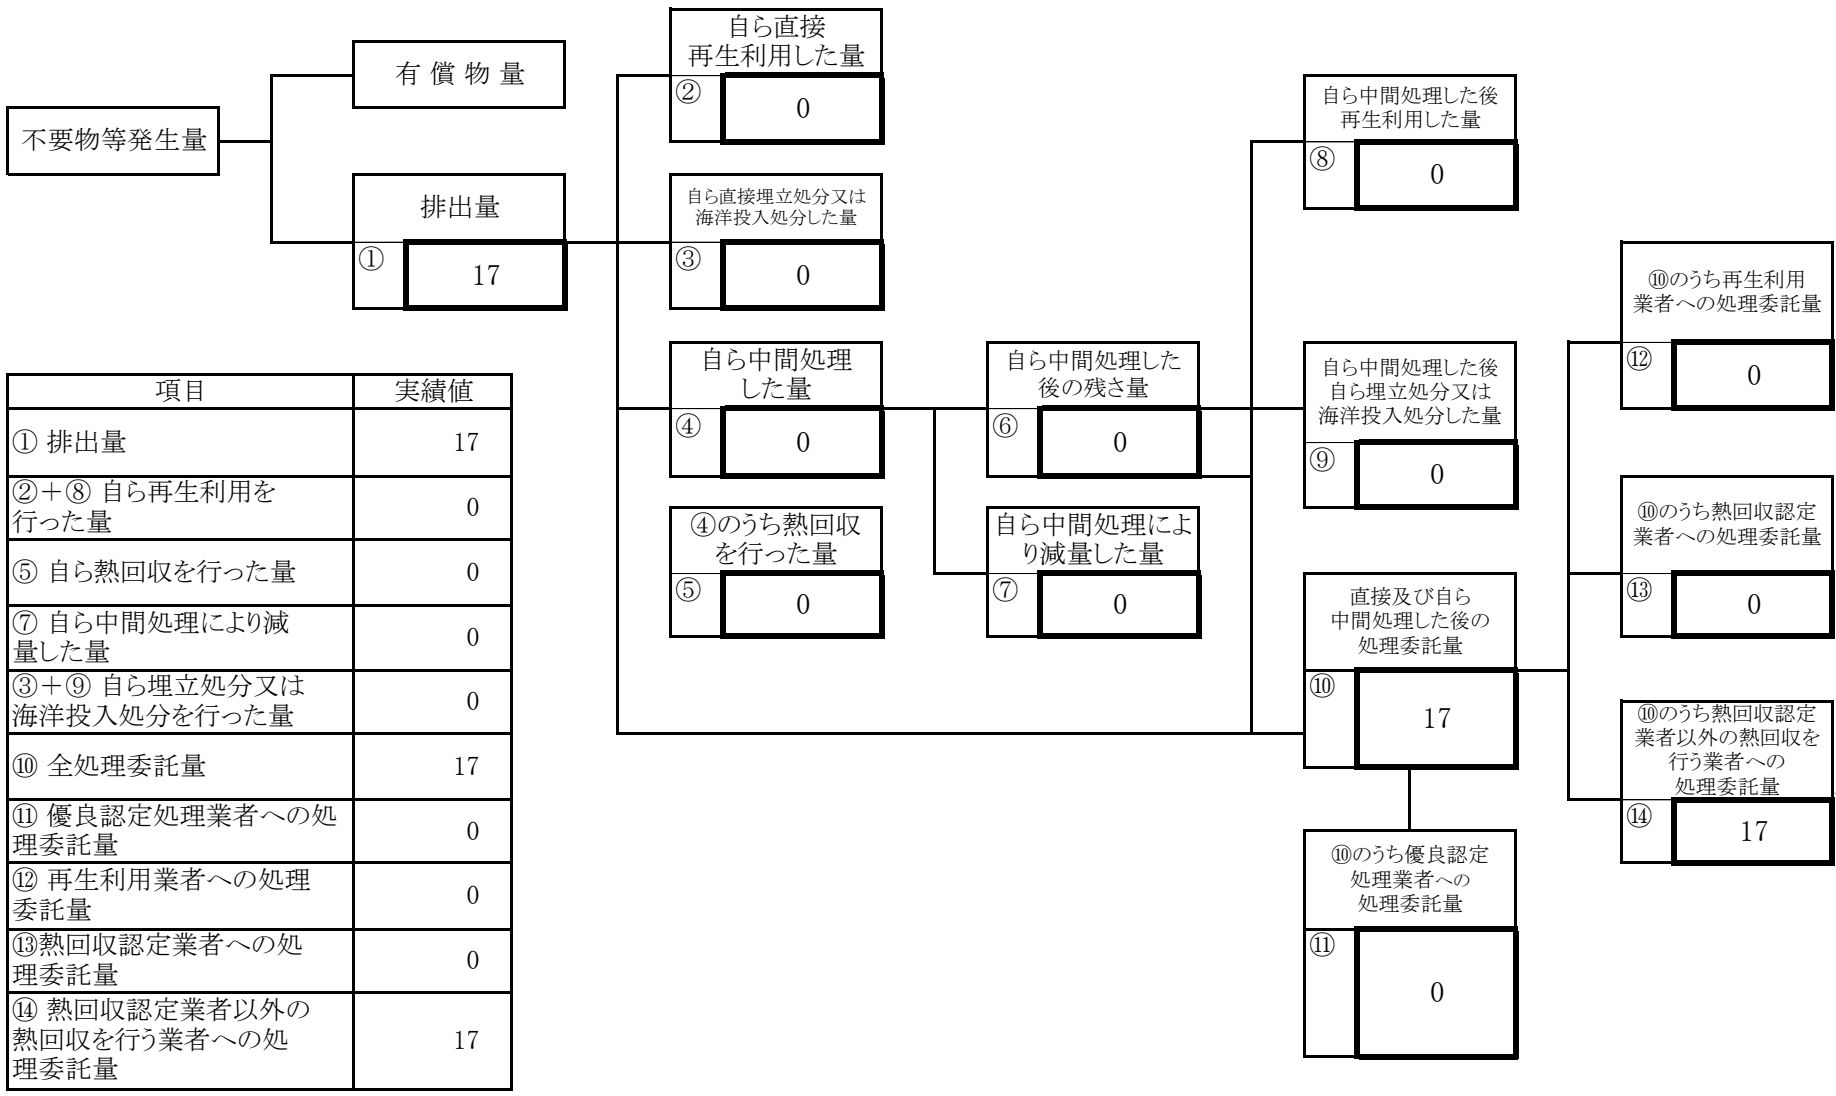 不要物等発生量
有 償 物 量
排出量
①
17
自ら直接
再生利用した量
②
0
自ら直接埋立処分又は
海洋投入処分した量
③
0
自ら中間処理
した量
④
0
④のうち熱回収
を行った量
⑤
0
自ら中間処理した
後の残さ量
⑥
0
自ら中間処理によ
り減量した量
⑦
0
自ら中間処理した後
再生利用した量
⑧
0
自ら中間処理した後
自ら埋立処分又は
海洋投入処分した量
⑨
0
直接及び自ら
中間処理した後の
処理委託量
⑩
17
⑩のうち優良認定
処理業者への
処理委託量
⑪
0
⑩のうち再生利用
業者への処理委託量
⑫
0
⑩のうち熱回収認定
業者への処理委託量
⑬
0
⑩のうち熱回収認定
業者以外の熱回収を
行う業者への
処理委託量
⑭
17
項目 実績値
① 排出量 17
②＋⑧ 自ら再生利用を
行った量 0
⑤ 自ら熱回収を行った量 0
⑦ 自ら中間処理により減
量した量 0
③＋⑨ 自ら埋立処分又は
海洋投入処分を行った量 0
⑩ 全処理委託量 17
⑪ 優良認定処理業者への処
理委託量 0
⑫ 再生利用業者への処理
委託量 0
⑬熱回収認定業者への処
理委託量 0
⑭ 熱回収認定業者以外の
熱回収を行う業者への処 17
理委託量